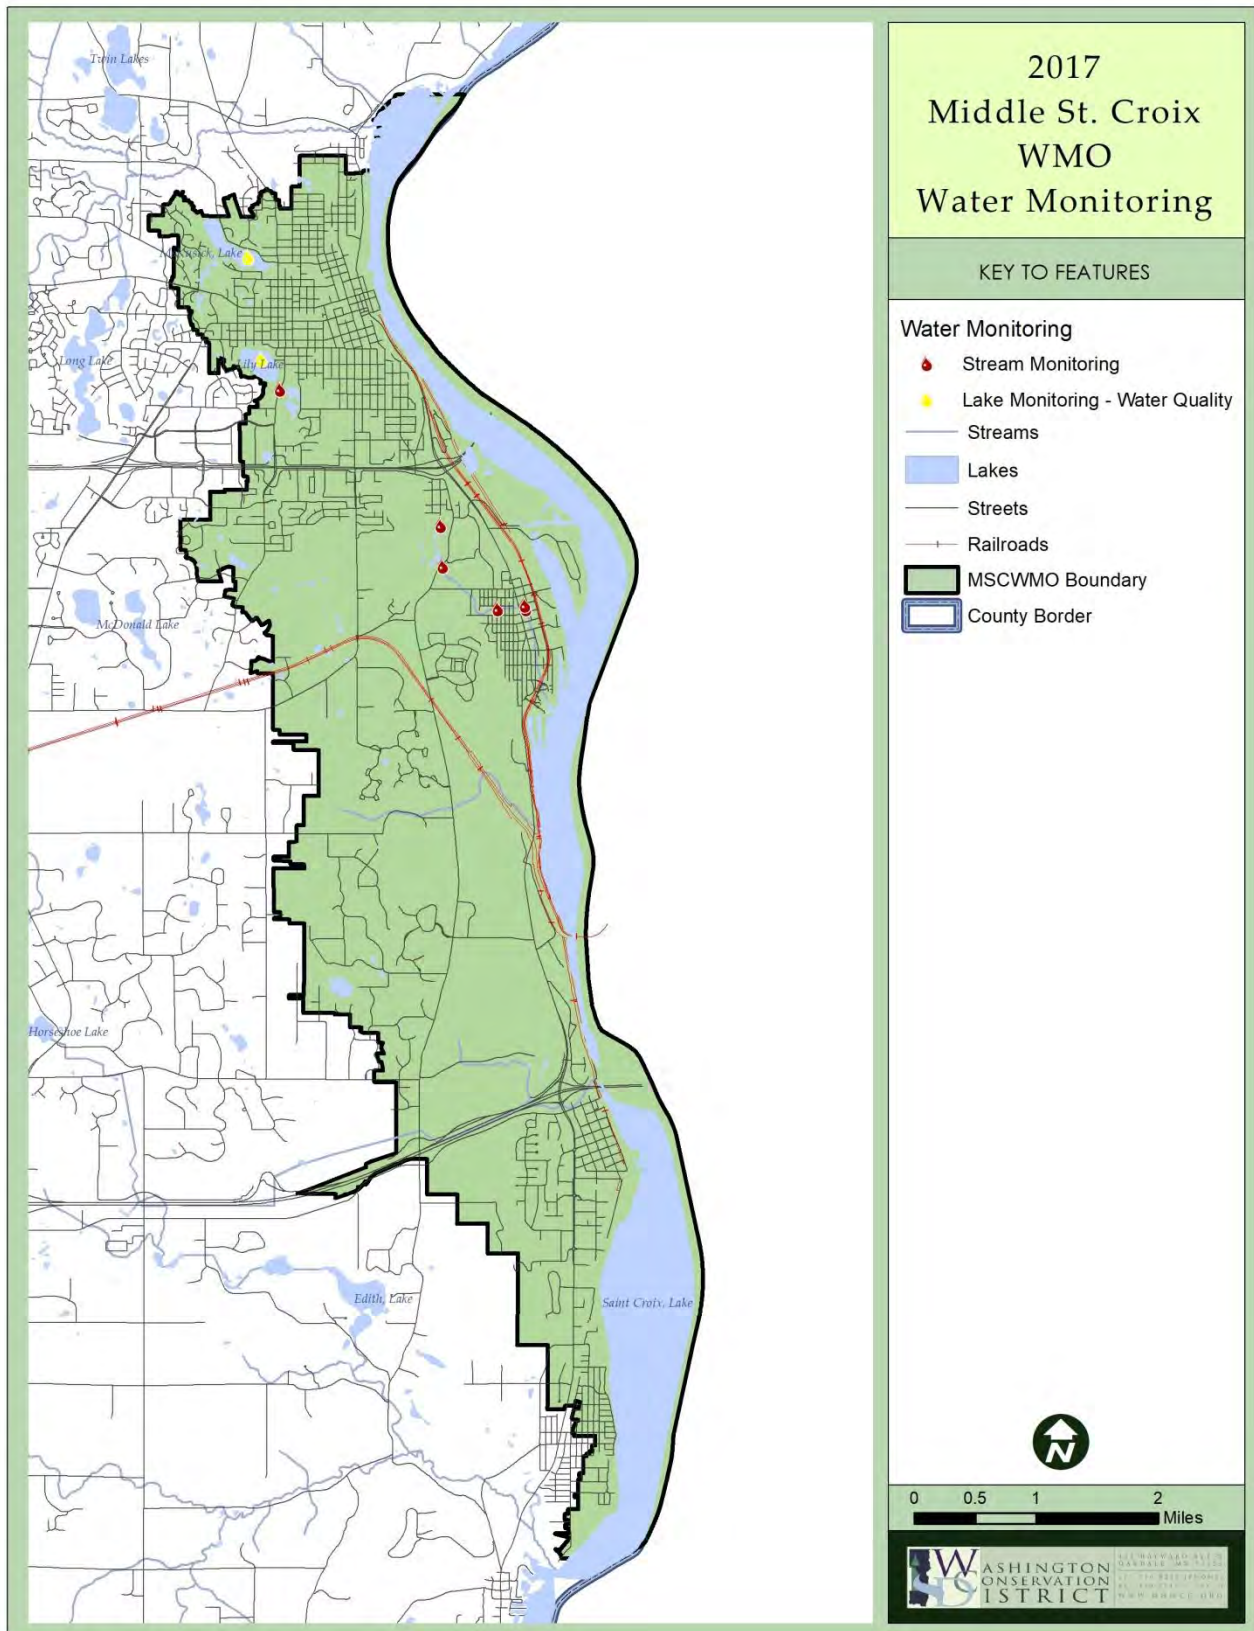 2017
Middle St. Croix
WMO
Water Monitoring
KEY TO FEATURES
Water Monitoring
Stream Monitoring
Lake Monitoring - Water Quality
Streams
Lakes
Streets
Railroads
MSCWMO Boundary
County Border
Twin Lakes
McKusick, Lake
Long Lake
Lily Lake
McDonald Lake
Horseshoe Lake
Edith, Lake
Saint Croix, Lake
N
0 0.5 1 2
Miles
WASHINGTON
CONSERVATION
DISTRICT